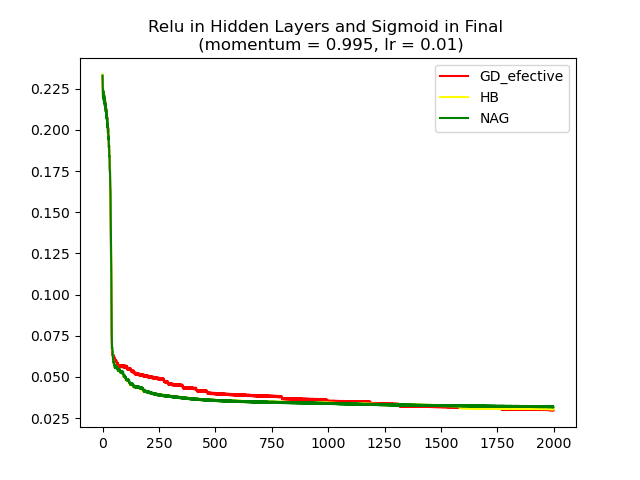 Relu in Hidden Layers and Sigmoid in Final
(momentum = 0.995, lr = 0.01)
GD_efective
HB
NAG
0.225
0.200
0.175
0.150
0.125
0.100
0.075
0.050
0.025
0 250 500 750 1000 1250 1500 1750 2000